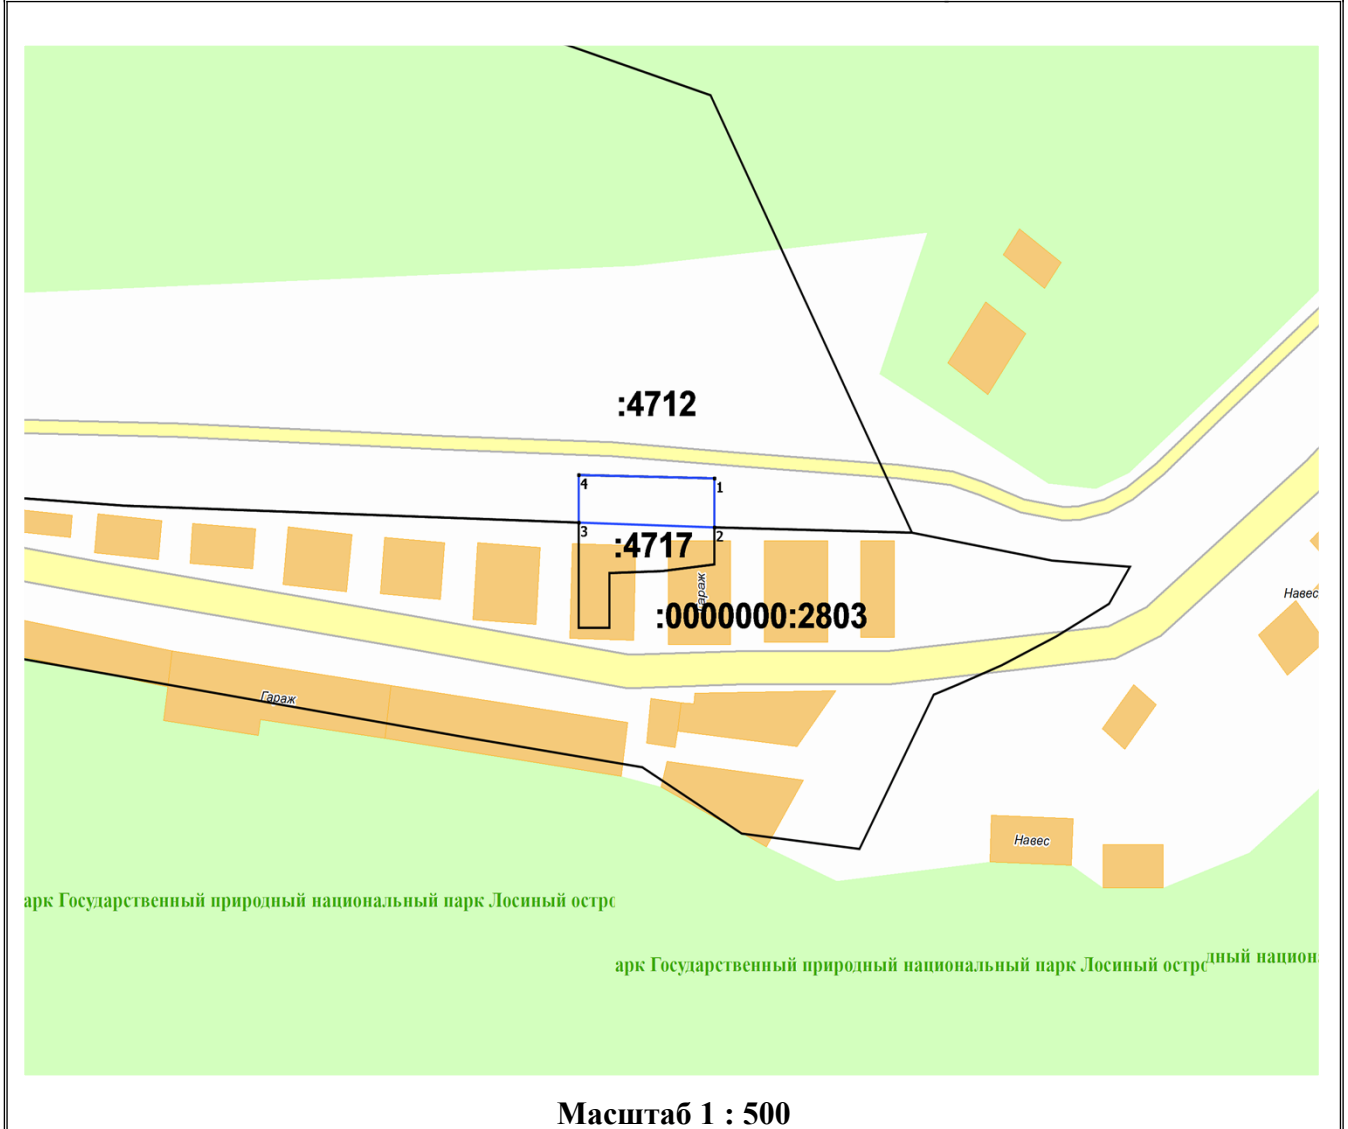 :4712
4
1
3
2
:4717
Гараж
:0000000:2803
Навес
Гараж
Навес
арк Государственный природный национальный парк Лосиный остро
арк Государственный природный национальный парк Лосиный остро
дный национ
Масштаб 1 : 500